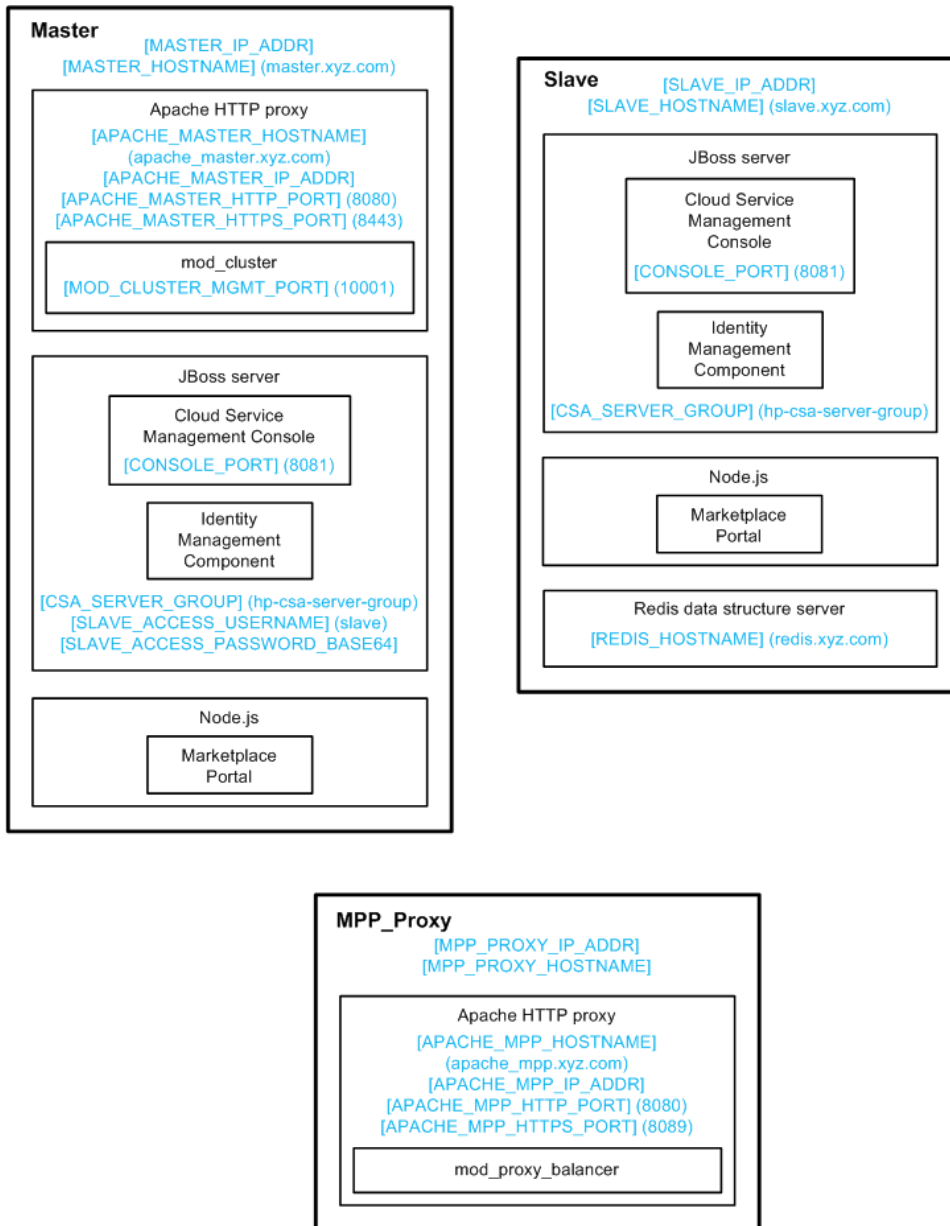 Master
[MASTER_IP_ADDR]
[MASTER_HOSTNAME] (master.xyz.com)
Apache HTTP proxy
[APACHE_MASTER_HOSTNAME]
(apache_master.xyz.com)
[APACHE_MASTER_IP_ADDR]
[APACHE_MASTER_HTTP_PORT] (8080)
[APACHE_MASTER_HTTPS_PORT] (8443)
mod_cluster
[MOD_CLUSTER_MGMT_PORT] (10001)
JBoss server
Cloud Service
Management Console
[CONSOLE_PORT] (8081)
Identity
Management
Component
[CSA_SERVER_GROUP] (hp-csa-server-group)
[SLAVE_ACCESS_USERNAME] (slave)
[SLAVE_ACCESS_PASSWORD_BASE64]
Node.js
Marketplace
Portal
Slave
[SLAVE_IP_ADDR]
[SLAVE_HOSTNAME] (slave.xyz.com)
JBoss server
Cloud Service
Management
Console
[CONSOLE_PORT] (8081)
Identity
Management
Component
[CSA_SERVER_GROUP] (hp-csa-server-group)
Node.js
Marketplace
Portal
Redis data structure server
[REDIS_HOSTNAME] (redis.xyz.com)
MPP_Proxy
[MPP_PROXY_IP_ADDR]
[MPP_PROXY_HOSTNAME]
Apache HTTP proxy
[APACHE_MPP_HOSTNAME]
(apache_mpp.xyz.com)
[APACHE_MPP_IP_ADDR]
[APACHE_MPP_HTTP_PORT] (8080)
[APACHE_MPP_HTTPS_PORT] (8089)
mod_proxy_balancer